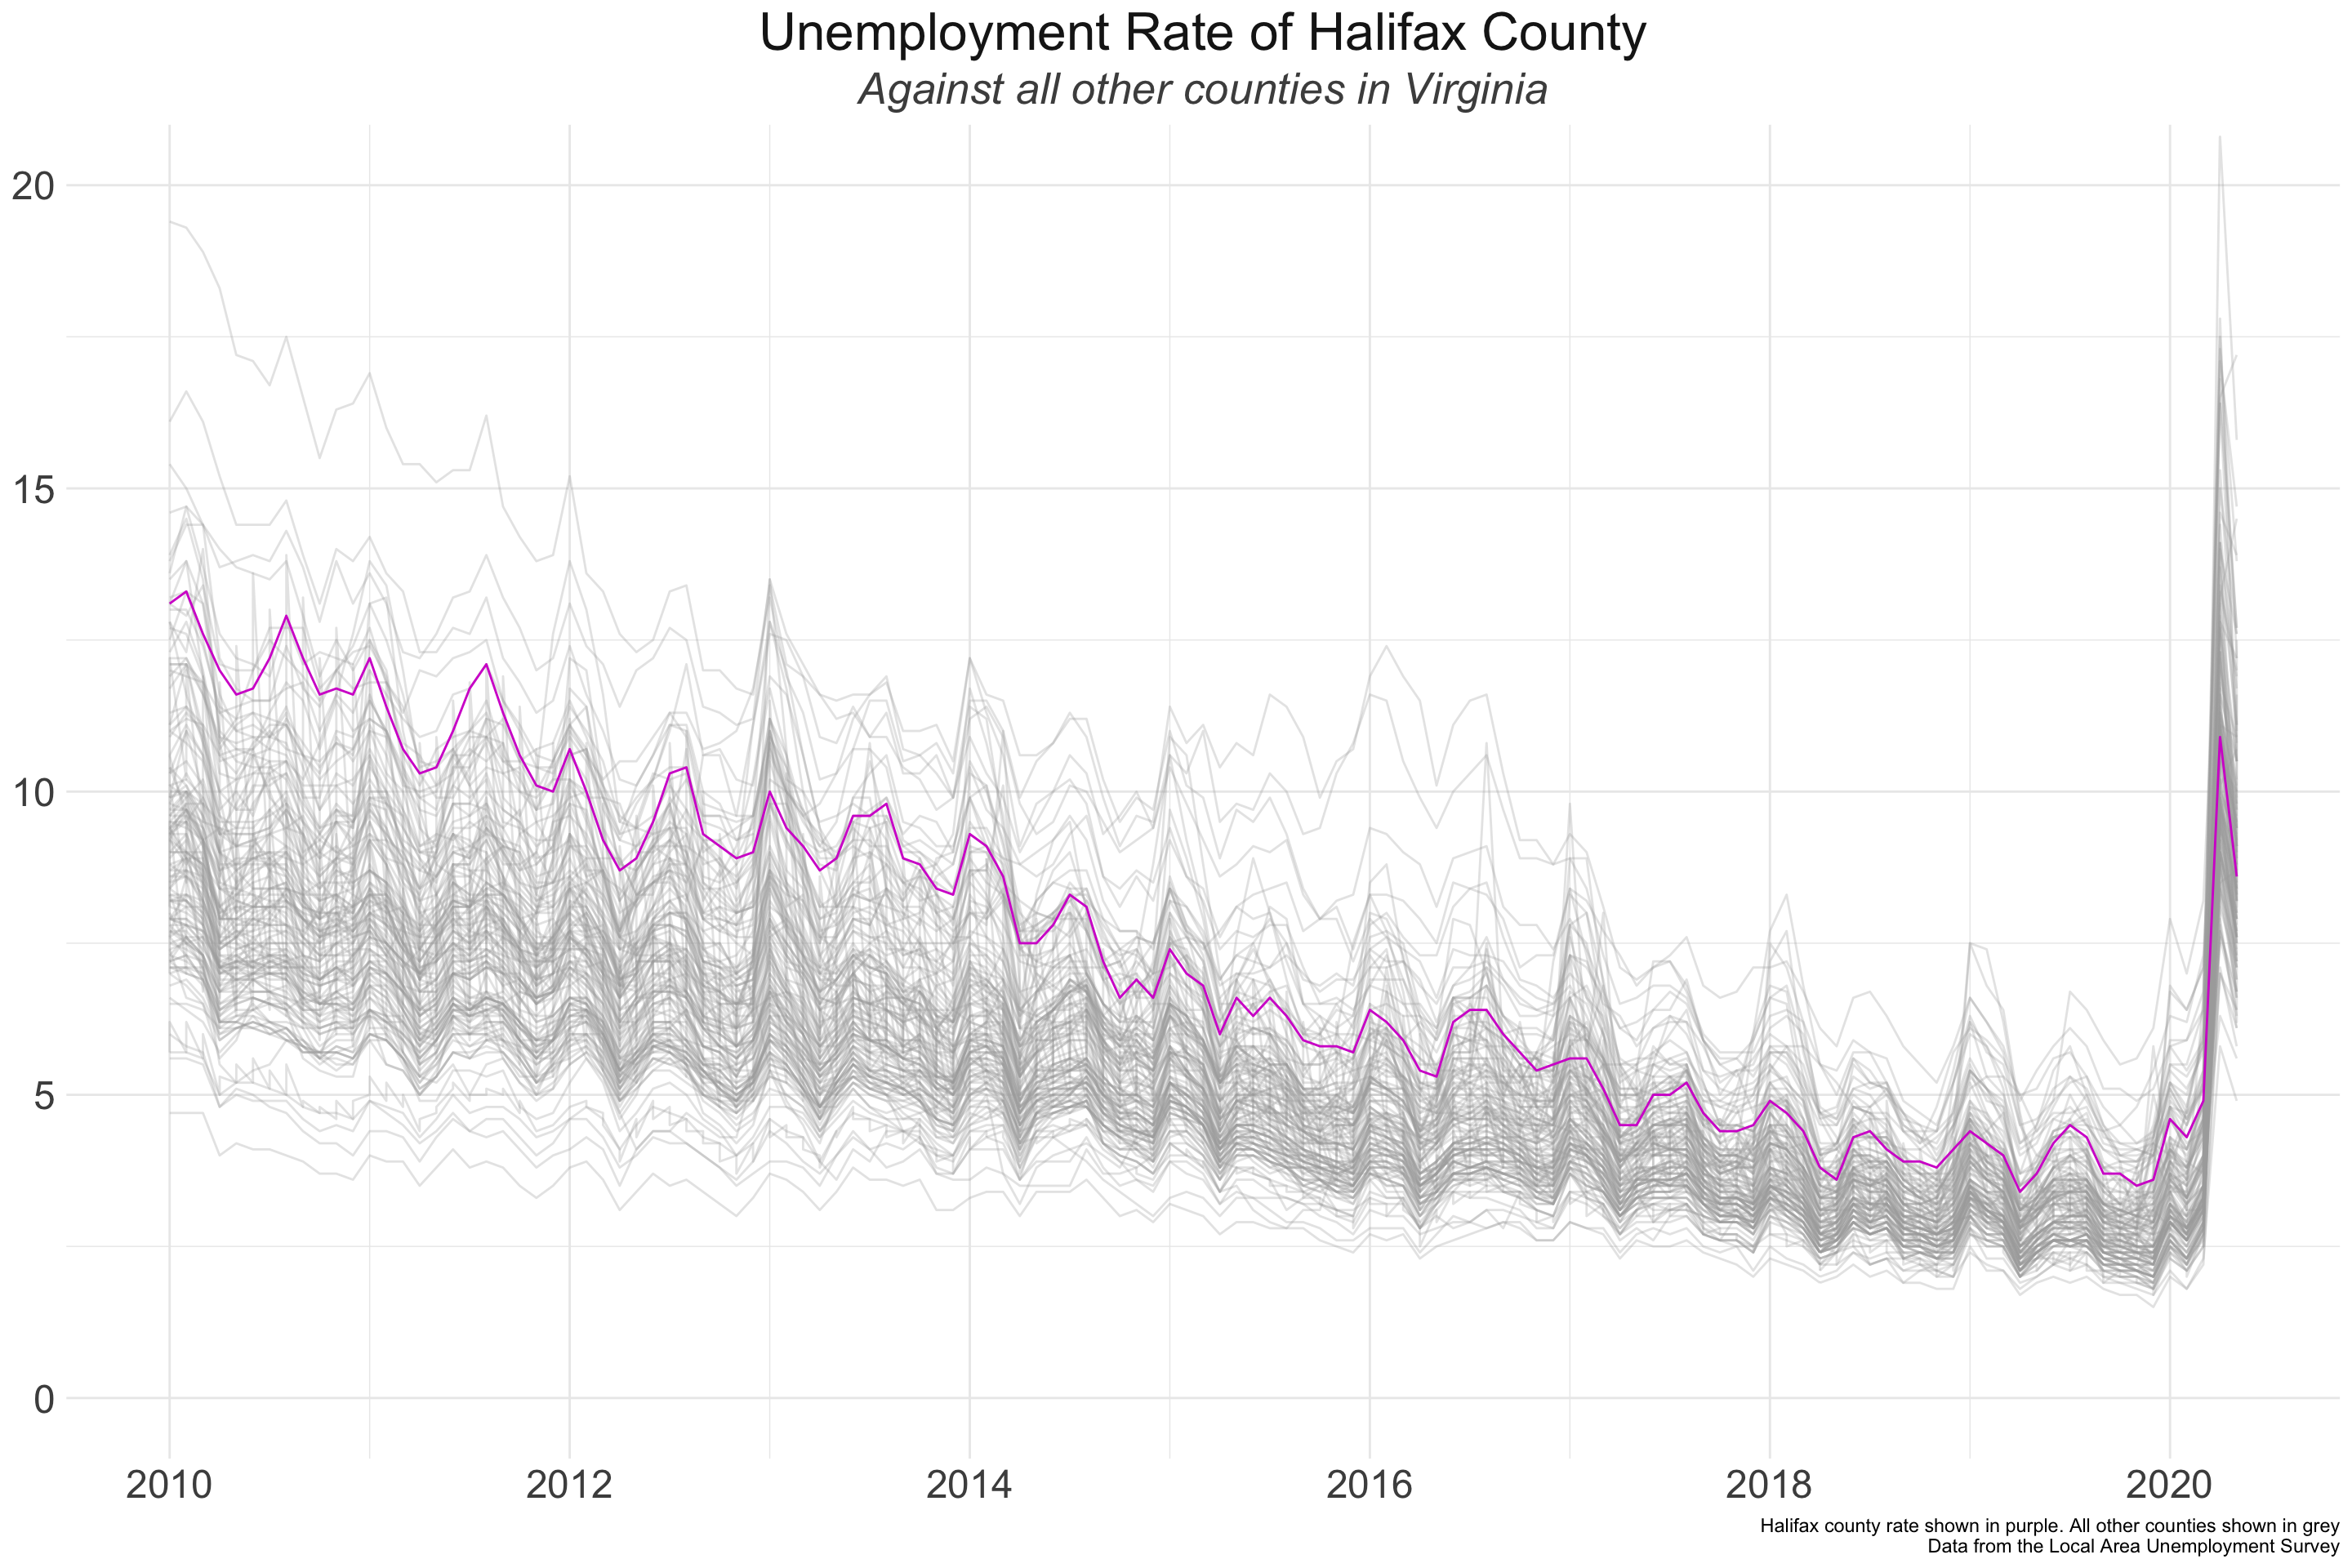 Unemployment Rate of Halifax County
Against all other counties in Virginia
20
15
10
5
0
2010 2012 2014 2016 2018 2020
Halifax county rate shown in purple. All other counties shown in grey
Data from the Local Area Unemployment Survey